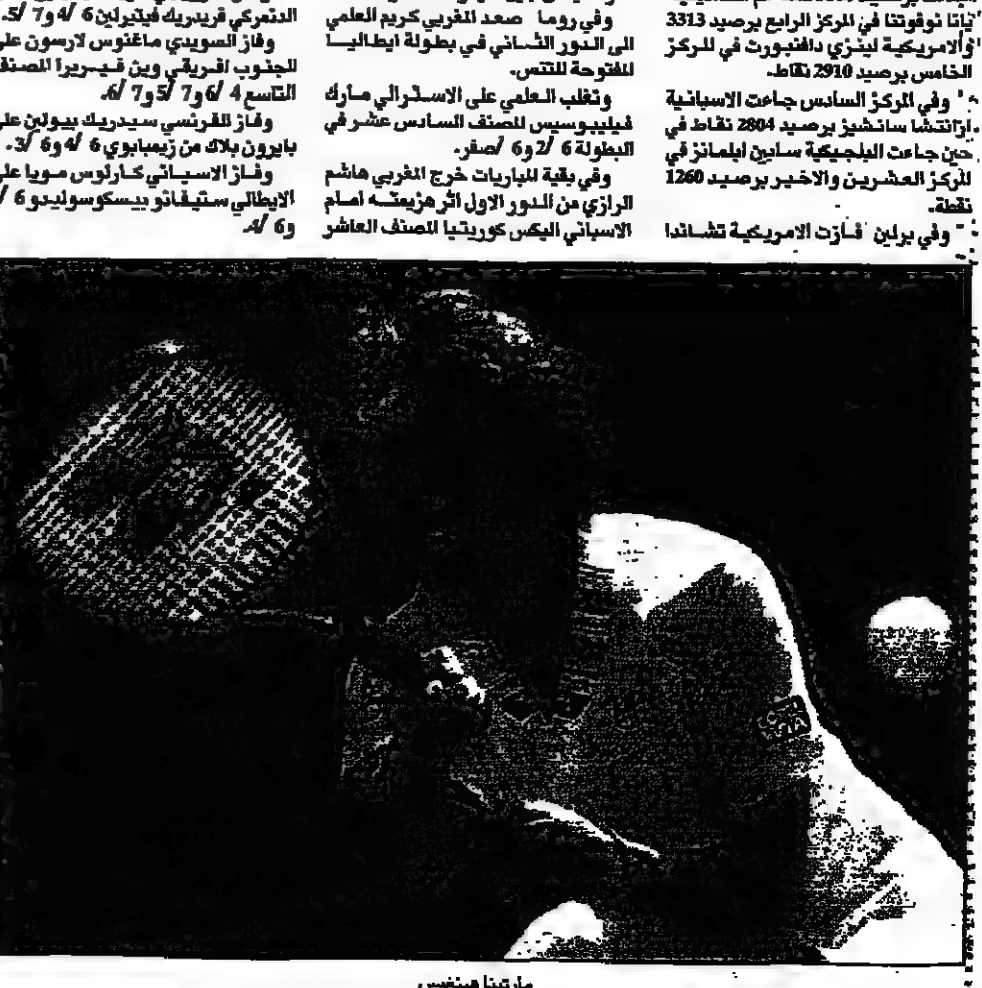 يانا نوفوتنا في المركز الرابع برصيد 3313
والامريكية ليندزي دافنبورت في المركز
الخامس برصيد 2910 نقاط.
وفي المركز السادس جاءت الاسبانية
ارانتشا سانشيز برصيد 2804 نقاط في
حين جاءت البلجيكية سابين ابلمانز في
المركز العشرين والاخير برصيد 1260
نقطة.
وفي برلين فازت الامريكية تشاندا
وفي روما صعد المغربي كريم العلمي
الى الدور الثاني في بطولة ايطاليا
المفتوحة للتنس.
وتغلب العلمي على الاسترالي مارك
فيليبوسيس المصنف السادس عشر في
البطولة 6 /2 و6 /صفر.
وفي بقية المباريات خرج المغربي هاشم
الرازي من الدور الاول اثر هزيمته امام
الاسباني اليكس كوريتيا المصنف العاشر
الدنمركي فريدريك فيتيرلين 6 /4 و7 /5.
وفاز السويدي ماغنوس لارسون على
الجنوب افريقي وين فيريرا المصنف
التاسع 4 /6 و7 /5 و7 /6.
وفاز الفرنسي سيدريك بيولين على
بايرون بلاك من زيمبابوي 6 /4 و6 /3.
وفاز الاسباني كارلوس مويا على
الايطالي ستيفانو بيسكوسوليدو 6 /
و6 /4.
مارتينا هينغيس